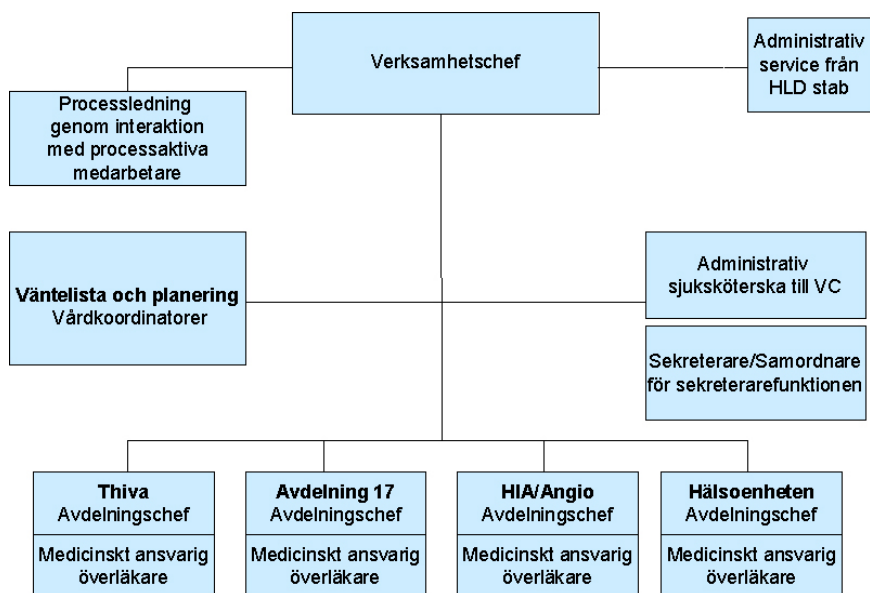 Verksamhetschef
Administrativ
service från
HLD stab
Processledning
genom interaktion
med processaktiva
medarbetare
Väntelista och planering
Vårdkoordinatorer
Administrativ
sjuksköterska till VC
Sekreterare/Samordnare
för sekreterarefunktionen
Thiva
Avdelningschef
Medicinskt ansvarig
överläkare
Avdelning 17
Avdelningschef
Medicinskt ansvarig
överläkare
HIA/Angio
Avdelningschef
Medicinskt ansvarig
överläkare
Hälsoenheten
Avdelningschef
Medicinskt ansvarig
överläkare